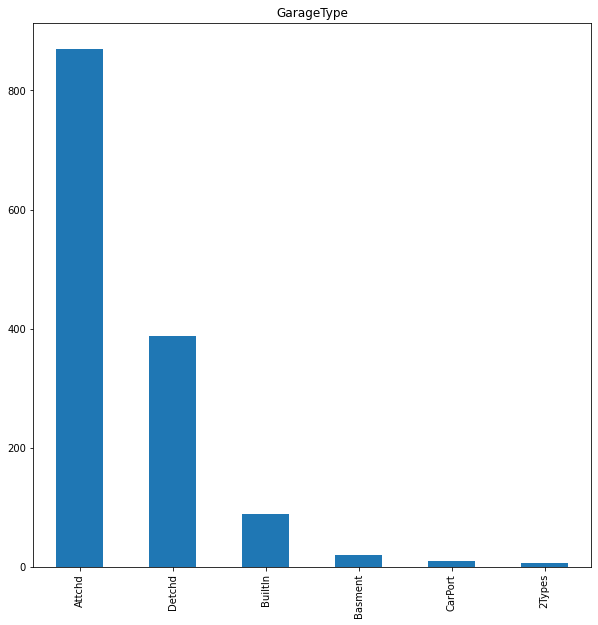 GarageType
800
600
400
200
0
Attchd
Detchd
BuiltIn
Basment
CarPort
2Types